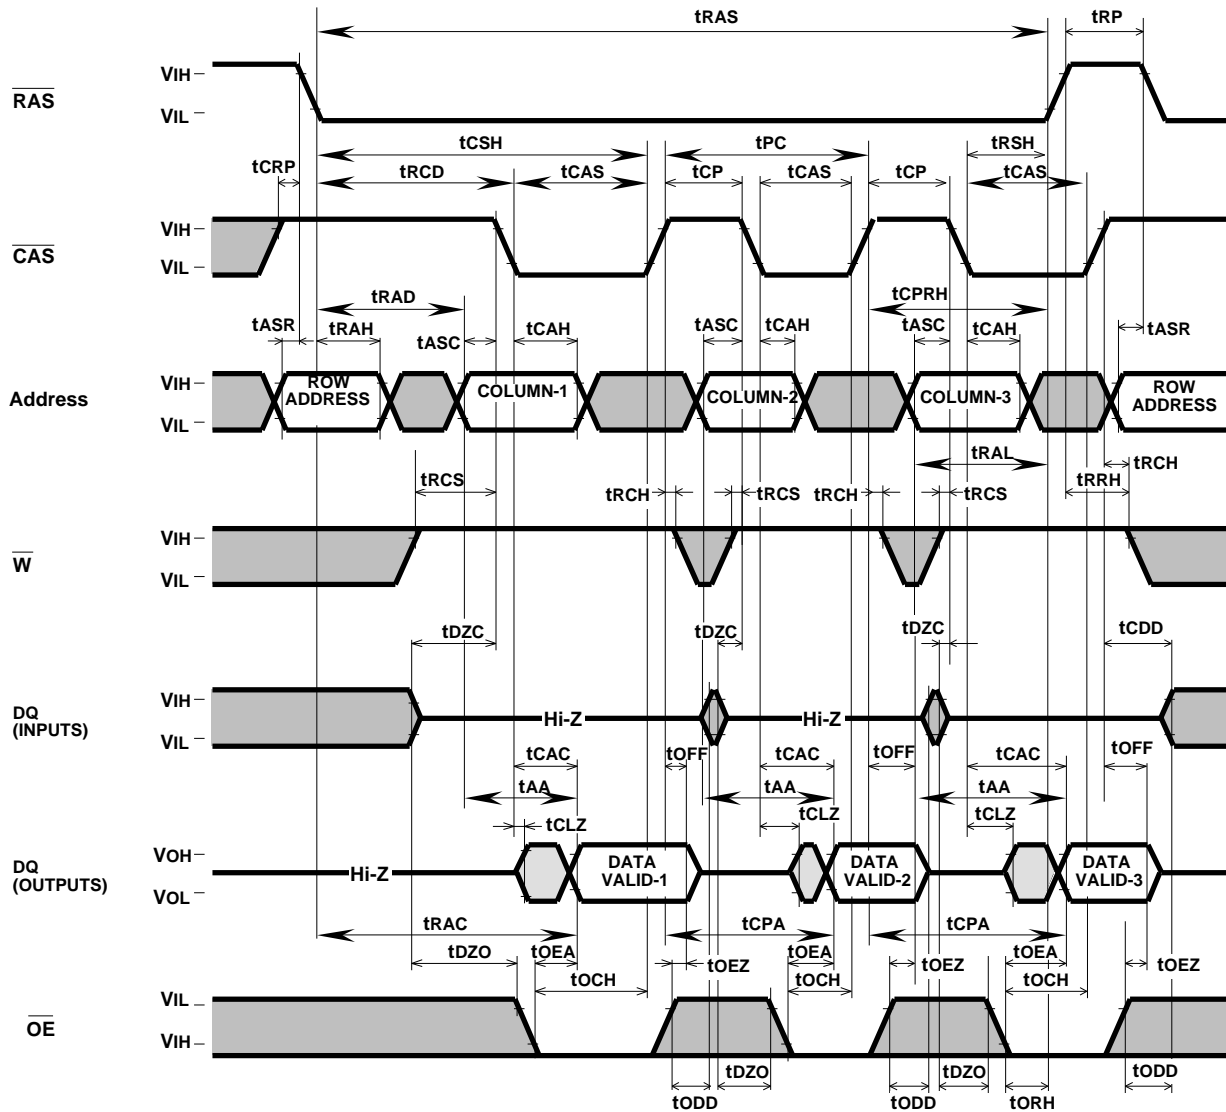 tRAS tRP
VIH
RAS
VIL
tCSH tPC tRSH
tCRP tRCD tCAS tCP tCAS tCP tCAS
VIH
CAS
VIL
tRAD tCPRH
tASR tRAH tASC tCAH tASC tCAH tASC tCAH tASR
VIH
Address
VIL
ROW
ADDRESS
COLUMN-1
COLUMN-2
COLUMN-3
ROW
ADDRESS
tRAL tRCH
tRCS tRCH tRCS tRCH tRCS tRRH
VIH
W
VIL
tDZC tDZC tDZC tCDD
VIH
DQ
(INPUTS)
VIL
Hi-Z Hi-Z
tCAC tOFF tCAC tOFF tCAC tOFF
tAA tAA tAA
tCLZ tCLZ tCLZ
VOH
DQ
(OUTPUTS)
VOL
Hi-Z
DATA
VALID-1
DATA
VALID-2
DATA
VALID-3
tRAC tCPA tCPA
tDZO tOEA tOEZ tOEA tOEZ tOEA tOEZ
tOCH tOCH tOCH
VIL
OE
VIH
tDZO tDZO
tODD tODD tORH tODD